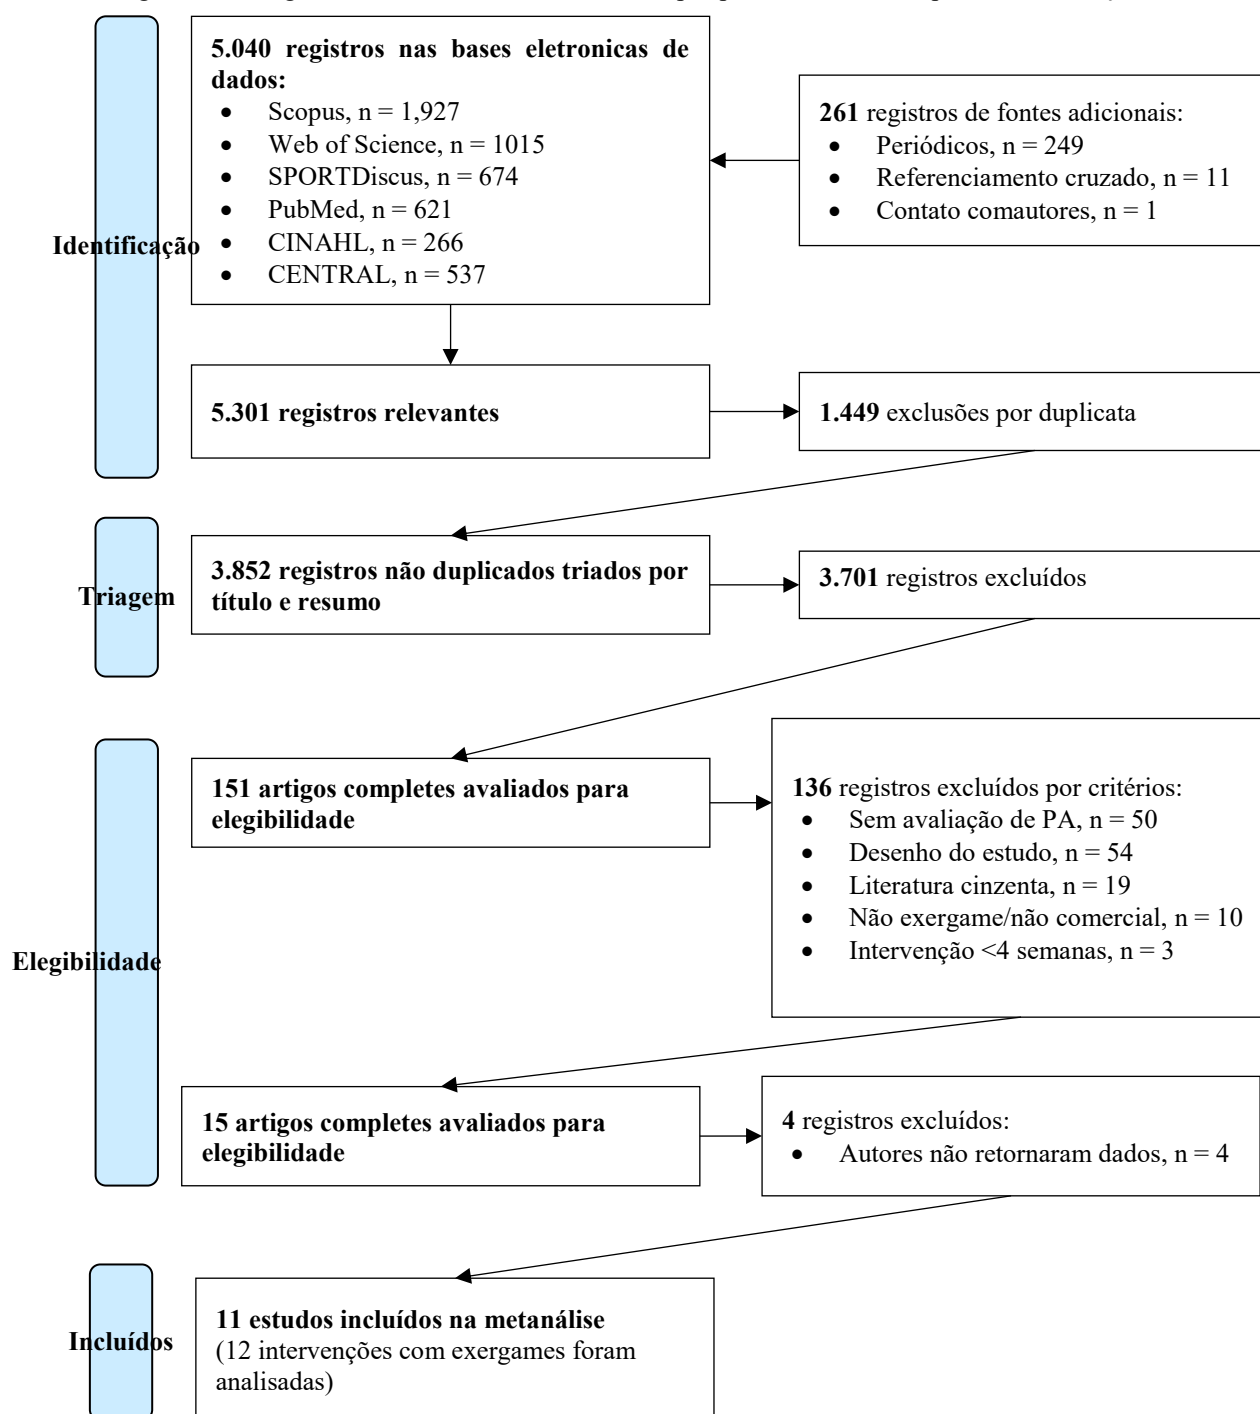 5.040 registros nas bases eletronicas de
dados:
• Scopus, n = 1,927
• Web of Science, n = 1015
• SPORTDiscus, n = 674
• PubMed, n = 621
• CINAHL, n = 266
• CENTRAL, n = 537
261 registros de fontes adicionais:
• Periódicos, n = 249
• Referenciamento cruzado, n = 11
• Contato comautores, n = 1
Identificação
5.301 registros relevantes
1.449 exclusões por duplicata
Triagem
3.852 registros não duplicados triados por
título e resumo
3.701 registros excluídos
Elegibilidade
151 artigos completes avaliados para
elegibilidade
136 registros excluídos por critérios:
• Sem avaliação de PA, n = 50
• Desenho do estudo, n = 54
• Literatura cinzenta, n = 19
• Não exergame/não comercial, n = 10
• Intervenção <4 semanas, n = 3
15 artigos completes avaliados para
elegibilidade
4 registros excluídos:
• Autores não retornaram dados, n = 4
Incluídos
11 estudos incluídos na metanálise
(12 intervenções com exergames foram
analisadas)